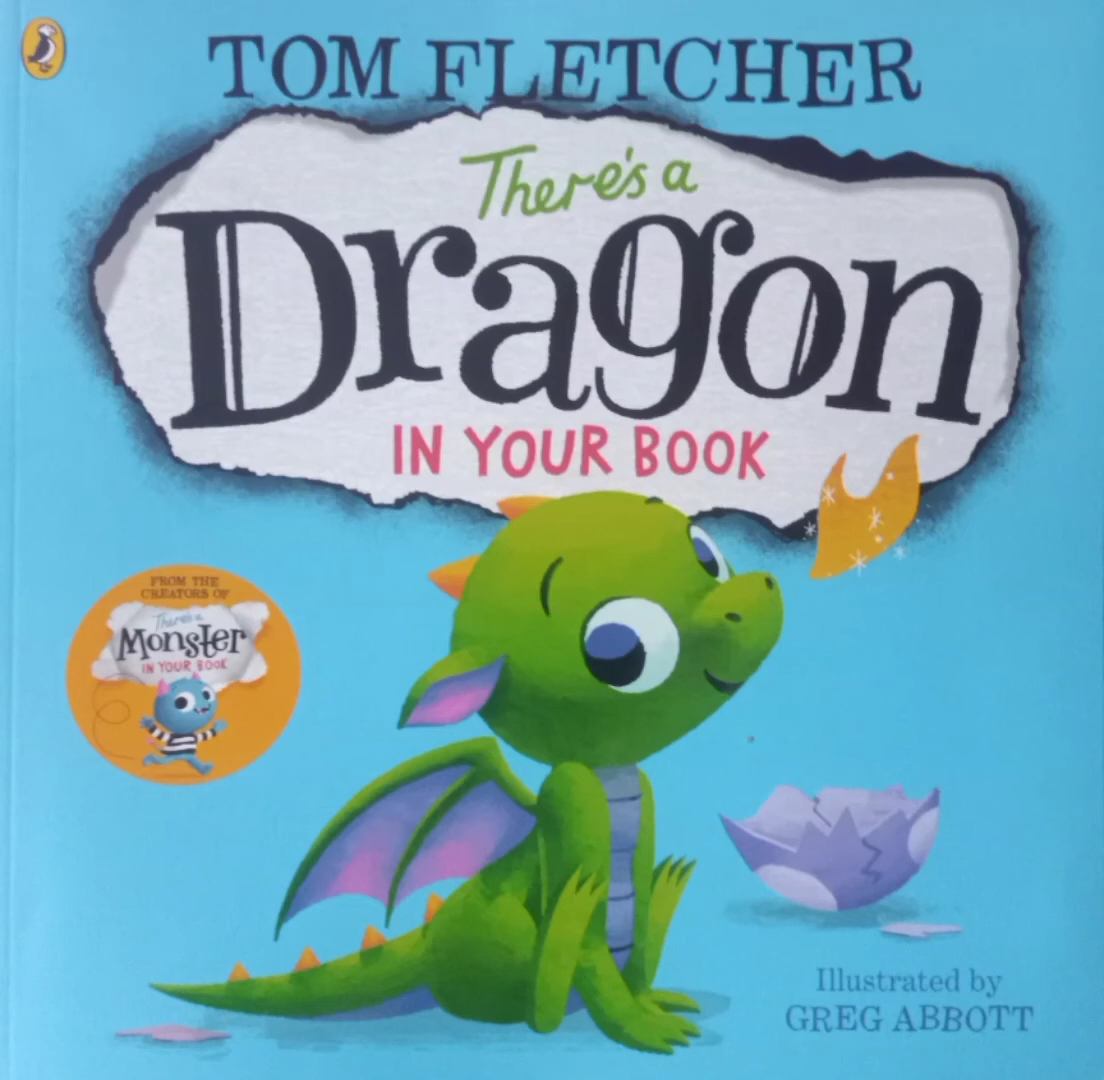 TOM FLETCHER
There's a
Dragon
IN YOUR BOOK
FROM THE
CREATORS OF
There's a
Monster
IN YOUR BOOK
Illustrated by
GREG ABBOTT